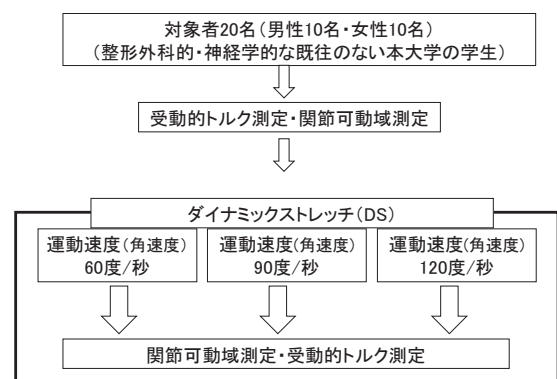 対象者20名(男性10名・女性10名)
(整形外科的・神経学的な既往のない本大学の学生)
受動的トルク測定・関節可動域測定
ダイナミックストレッチ(DS)
運動速度(角速度)
60度/秒
運動速度(角速度)
90度/秒
運動速度(角速度)
120度/秒
関節可動域測定・受動的トルク測定